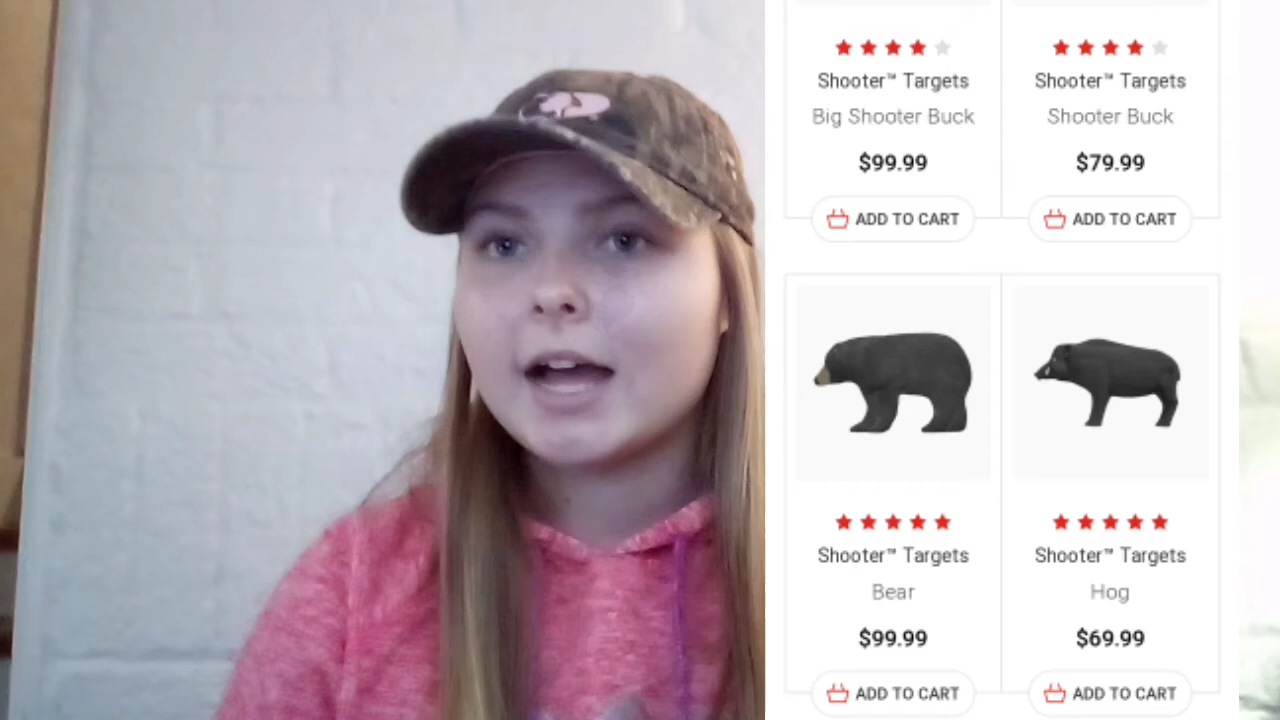 Shooter™ Targets
Big Shooter Buck
$99.99
ADD TO CART
Shooter™ Targets
Shooter Buck
$79.99
ADD TO CART
Shooter™ Targets
Bear
$99.99
ADD TO CART
Shooter™ Targets
Hog
$69.99
ADD TO CART